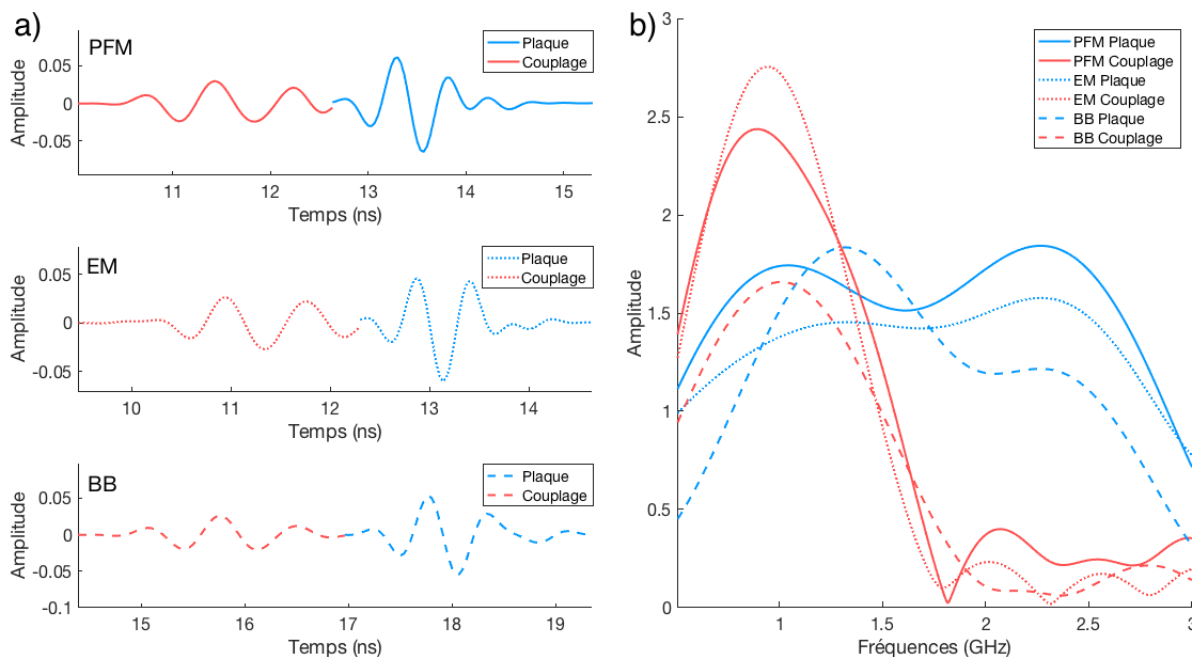 a)
PFM
Plaque
Couplage
Amplitude
0.05
0
-0.05
11 12 13 14 15
Temps (ns)
EM
Plaque
Couplage
Amplitude
0.05
0
-0.05
10 11 12 13 14
Temps (ns)
BB
Plaque
Couplage
Amplitude
0.05
0
-0.05
-0.1
15 16 17 18 19
Temps (ns)
b)
PFM Plaque
PFM Couplage
EM Plaque
EM Couplage
BB Plaque
BB Couplage
Amplitude
3
2.5
2
1.5
1
0.5
0
1 1.5 2 2.5 3
Fréquences (GHz)